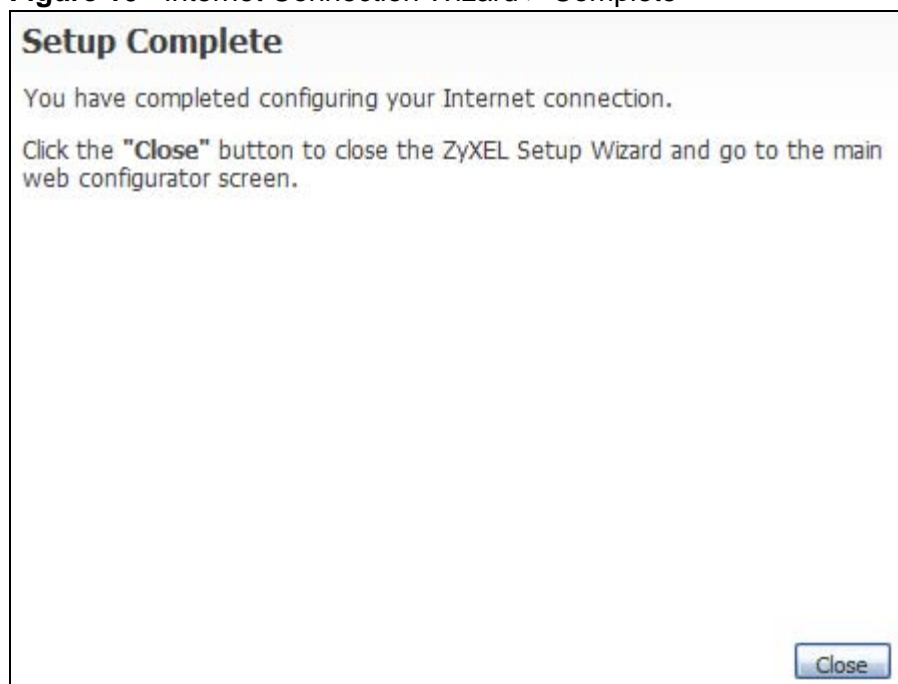 Setup Complete
You have completed configuring your Internet connection.
Click the "Close" button to close the ZyXEL Setup Wizard and go to the main
web configurator screen.
Close